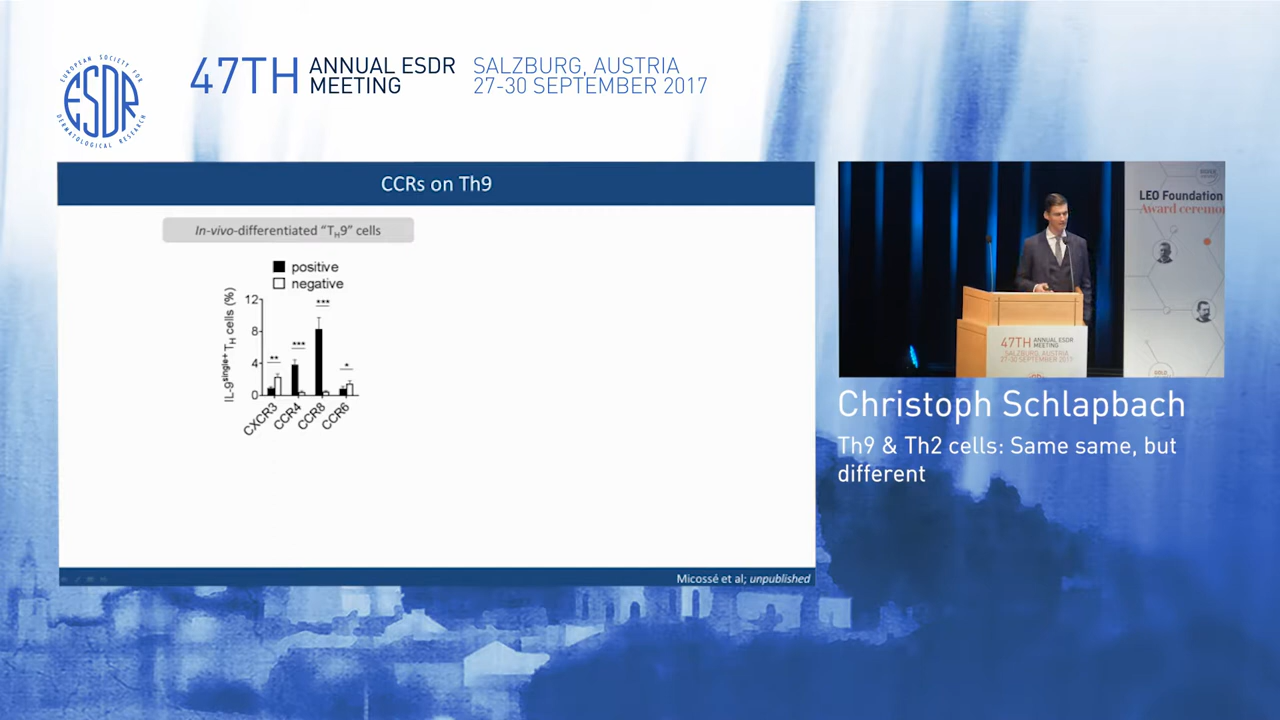 EUROPEAN SOCIETY FOR
ESDR
DERMATOLOGICAL RESEARCH
47TH ANNUAL ESDR MEETING
SALZBURG, AUSTRIA
27-30 SEPTEMBER 2017
CCRs on Th9
In-vivo-differentiated “TH9” cells
positive
negative
IL-9single+ TH cells (%)
12
8
4
0
**
***
***
*
CXCR3
CCR4
CCR8
CCR6
Micossé et al; unpublished
LEO Foundation
Award ceremo
47TH ANNUAL ESDR MEETING
SALZBURG, AUSTRIA
27-30 SEPTEMBER 2017
Christoph Schlapbach
Th9 & Th2 cells: Same same, but
different